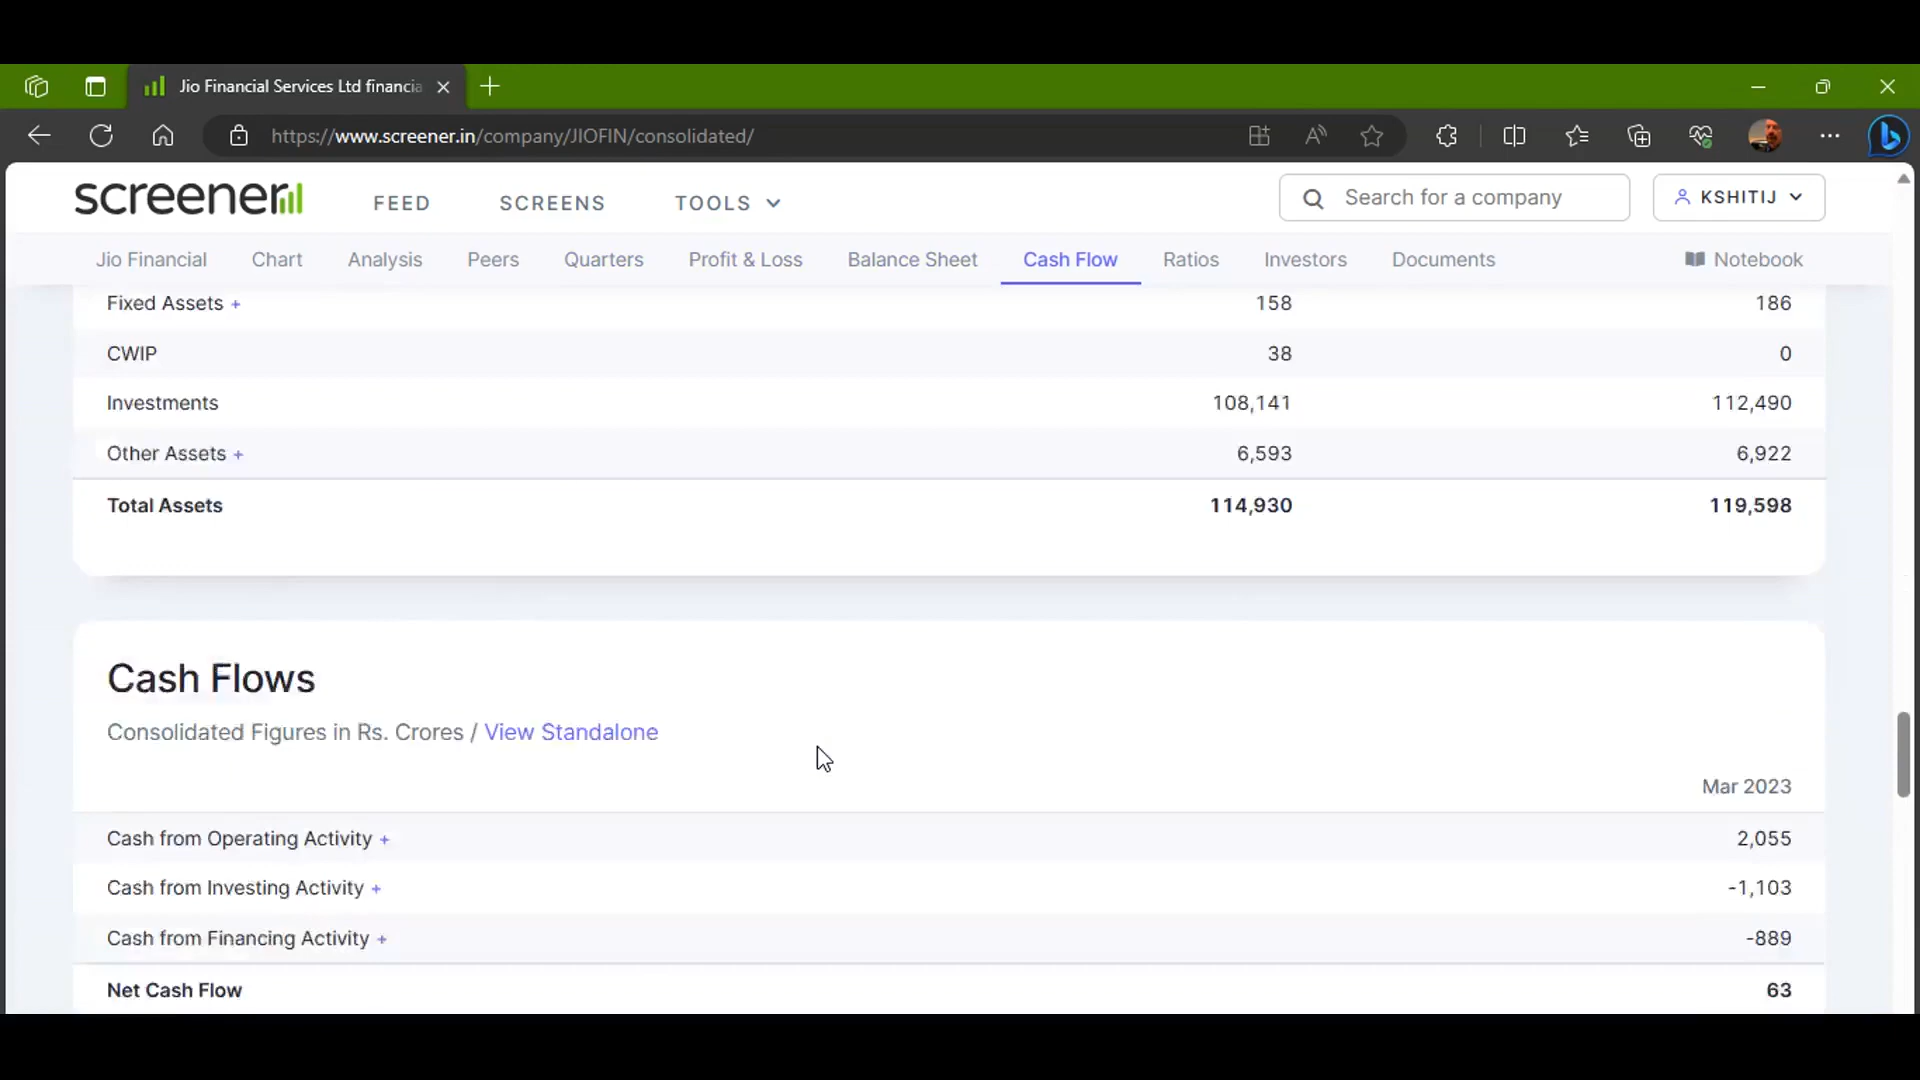 Jio Financial Services Ltd financia
https://www.screener.in/company/JIOFIN/consolidated/
screener FEED SCREENS TOOLS Search for a company KSHITIJ
Jio Financial Chart Analysis Peers Quarters Profit & Loss Balance Sheet Cash Flow Ratios Investors Documents Notebook
Fixed Assets + 158 186
CWIP 38 0
Investments 108,141 112,490
Other Assets + 6,593 6,922
Total Assets 114,930 119,598
Cash Flows
Consolidated Figures in Rs. Crores / View Standalone
Mar 2023
Cash from Operating Activity + 2,055
Cash from Investing Activity + -1,103
Cash from Financing Activity + -889
Net Cash Flow 63